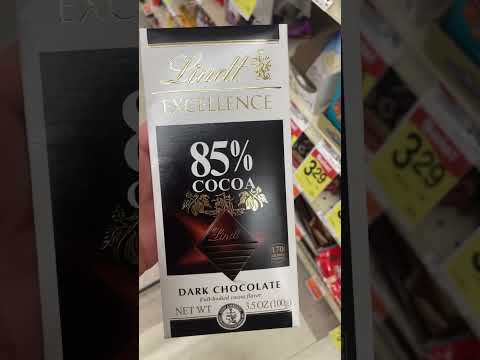 Lindt
EXCELLENCE
85%
COCOA
Lindt
170
DARK CHOCOLATE
Full-bodied cocoa flavor
NET WT 3.5 OZ (100g)
3.29
3.29